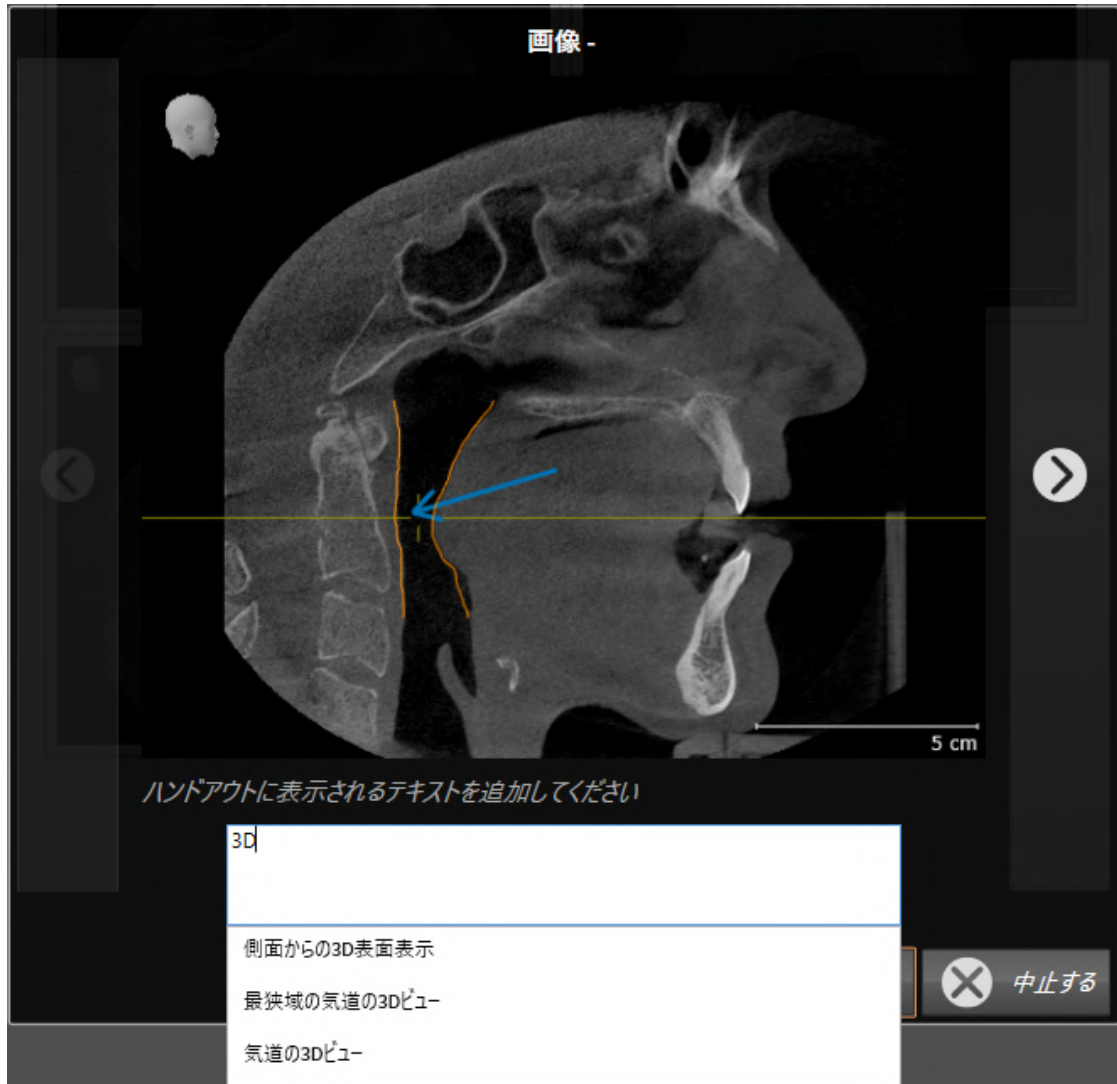 画像 -
5 cm
ハンドアウトに表示されるテキストを追加してください
3D
側面からの3D表面表示
最狭域の気道の3Dビュー
気道の3Dビュー
中止する